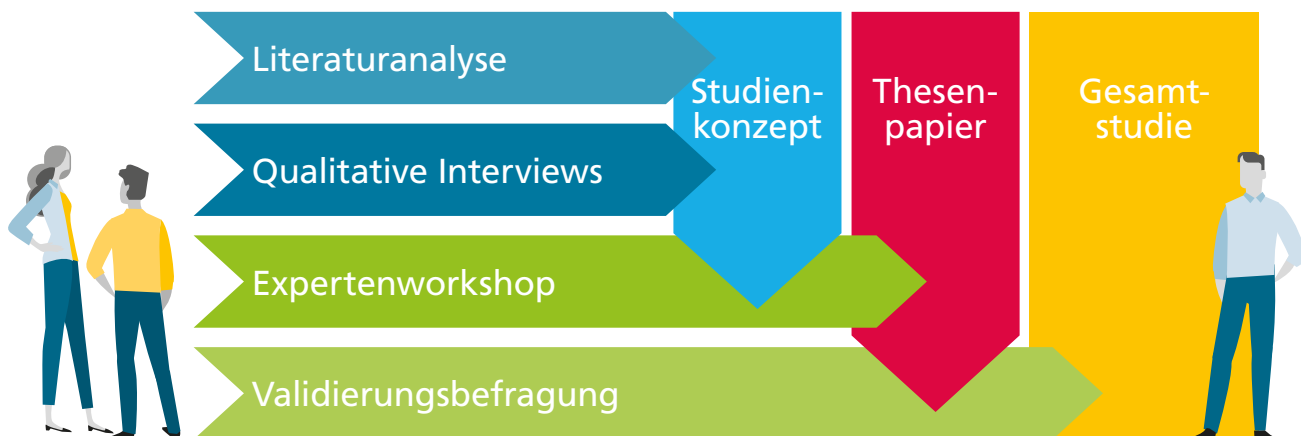 Literaturanalyse
Qualitative Interviews
Expertenworkshop
Validierungsbefragung
Studien-
konzept
Thesen-
papier
Gesamt-
studie